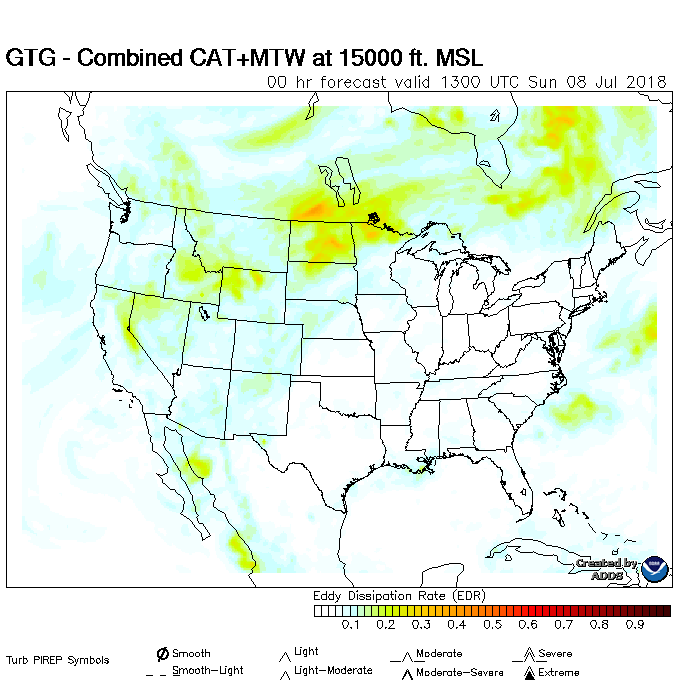 GTG - Combined CAT+MTW at 15000 ft. MSL
00 hr forecast valid 1300 UTC Sun 08 Jul 2018
Created by
ADDS
Eddy Dissipation Rate (EDR)
0.1 0.2 0.3 0.4 0.5 0.6 0.7 0.8 0.9
Turb PIREP Symbols
Smooth Light Moderate Severe
Smooth-Light Light-Moderate Moderate-Severe Extreme